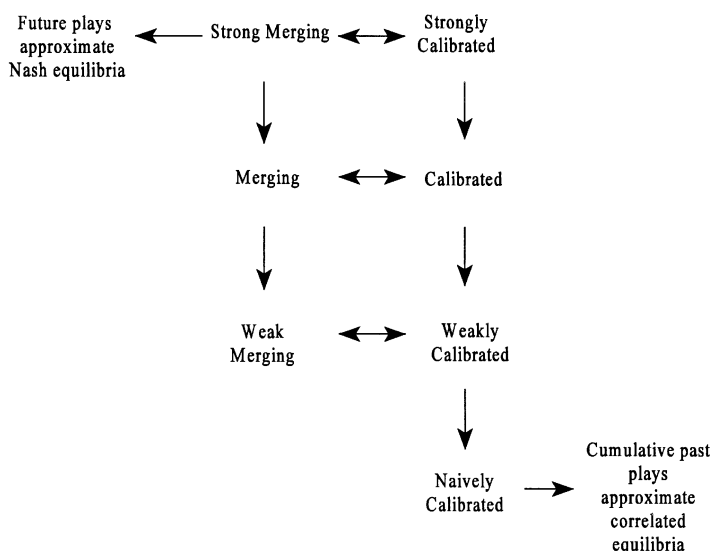 Future plays
approximate
Nash equilibria
Strong Merging
Strongly
Calibrated
Merging
Calibrated
Weak
Merging
Weakly
Calibrated
Naively
Calibrated
Cumulative past
plays
approximate
correlated
equilibria